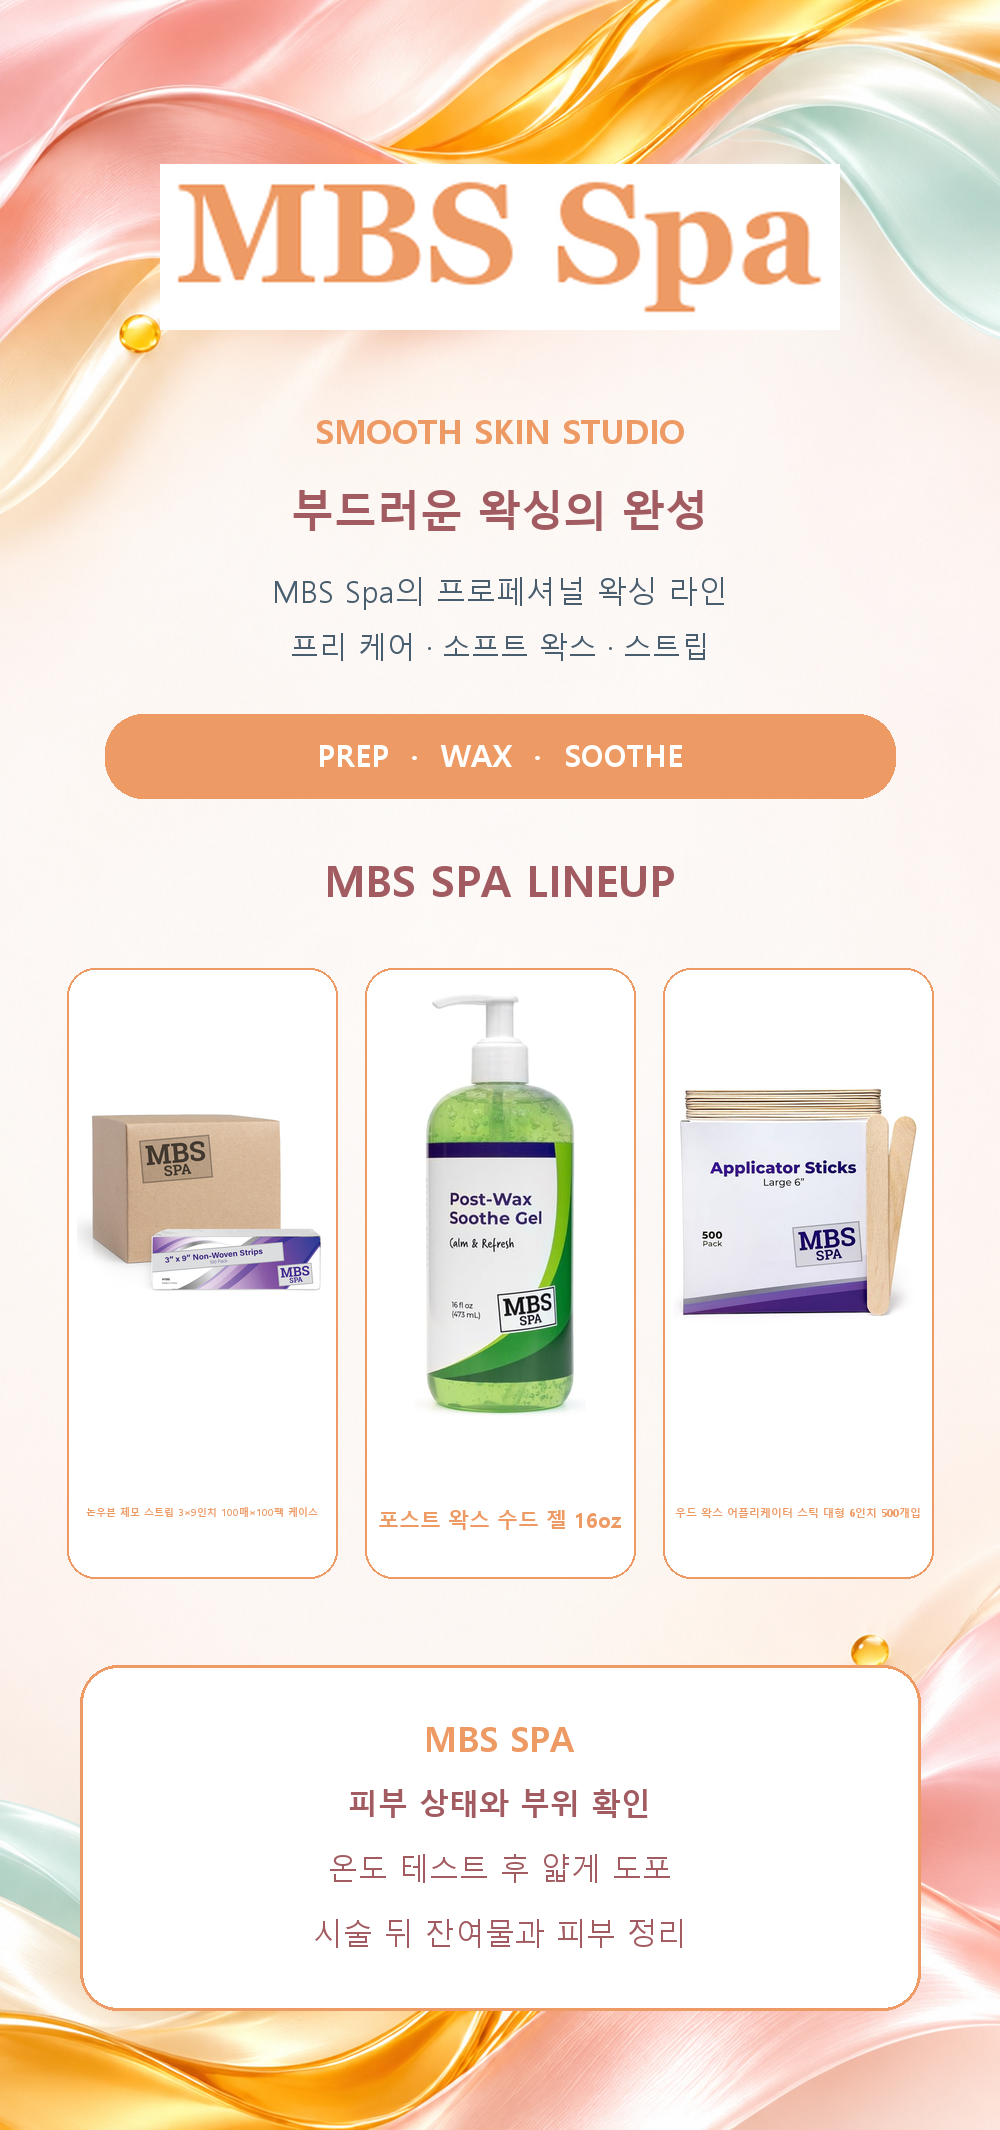 MBS Spa
SMOOTH SKIN STUDIO
부드러운 왁싱의 완성
MBS Spa의 프로페셔널 왁싱 라인
프리 케어 · 소프트 왁스 · 스트립
PREP · WAX · SOOTHE
MBS SPA LINEUP
MBS
SPA
3" x 9" Non-Woven Strips
100 Pack
MBS
SPA
논우븐 제모 스트립 3×9인치 100매×100팩 케이스
Post-Wax
Soothe Gel
Calm & Refresh
16 fl oz
(473 mL)
MBS
SPA
포스트 왁스 수드 젤 16oz
Applicator Sticks
Large 6"
500
Pack
MBS
SPA
우드 왁스 어플리케이터 스틱 대형 6인치 500개입
MBS SPA
피부 상태와 부위 확인
온도 테스트 후 얇게 도포
시술 뒤 잔여물과 피부 정리